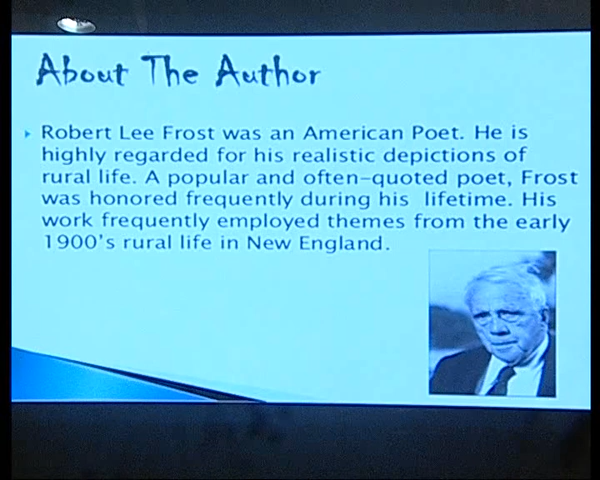 About The Author
Robert Lee Frost was an American Poet. He is
highly regarded for his realistic depictions of
rural life. A popular and often-quoted poet, Frost
was honored frequently during his lifetime. His
work frequently employed themes from the early
1900's rural life in New England.